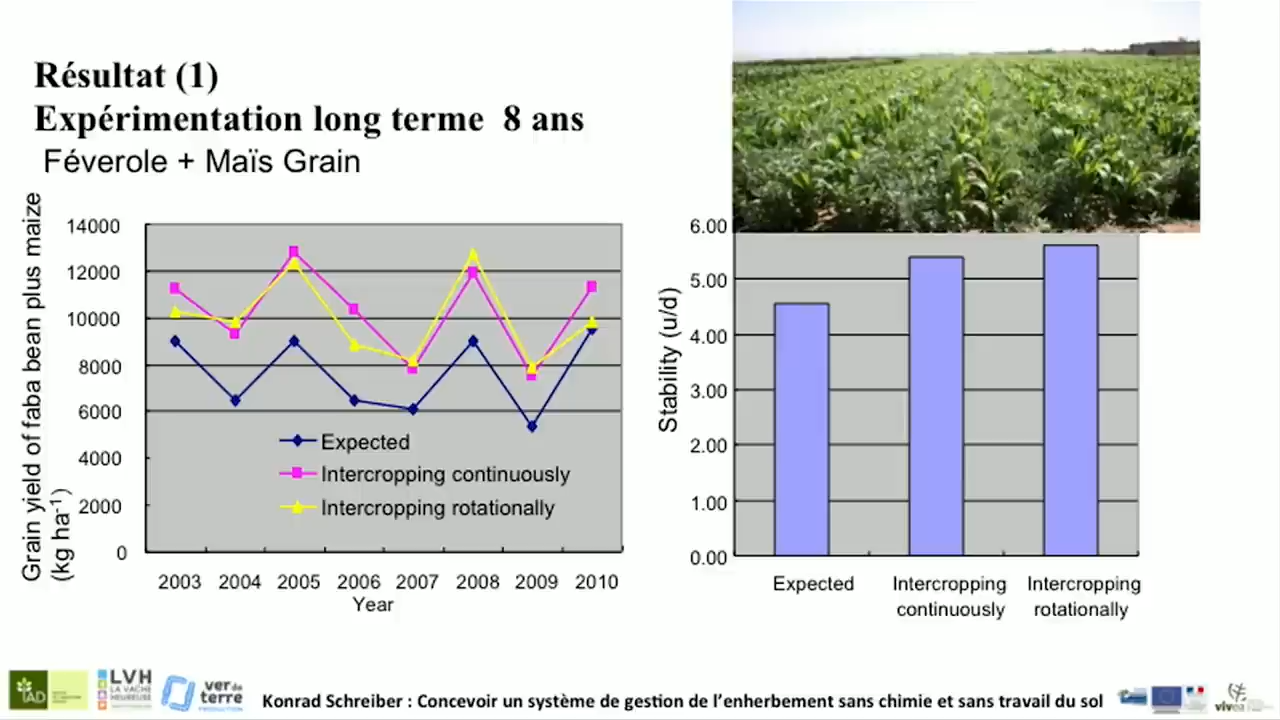 Résultat (1)
Expérimentation long terme 8 ans
Féverole + Maïs Grain
Grain yield of faba bean plus maize
(kg ha-1)
14000
12000
10000
8000
6000
4000
2000
0
Expected
Intercropping continuously
Intercropping rotationally
2003 2004 2005 2006 2007 2008 2009 2010
Year
Stability (u/d)
6.00
5.00
4.00
3.00
2.00
1.00
0.00
Expected
Intercropping continuously
Intercropping rotationally
IAD
LVH
LA VACHE
HEUREUSE
ver de
terre
PRODUCTION
Konrad Schreiber : Concevoir un système de gestion de l'enherbement sans chimie et sans travail du sol
vivea